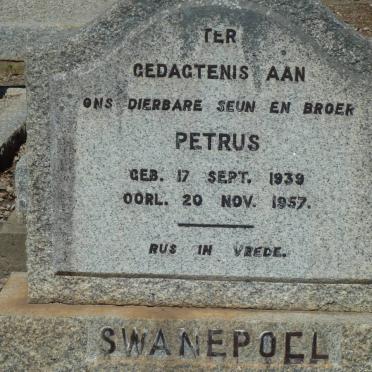 TER
GEDAGTENIS AAN
ONS DIERBARE SEUN EN BROER
PETRUS
GEB. 17 SEPT. 1939
OORL. 20 NOV. 1957.
RUS IN VREDE.
SWANEPOEL